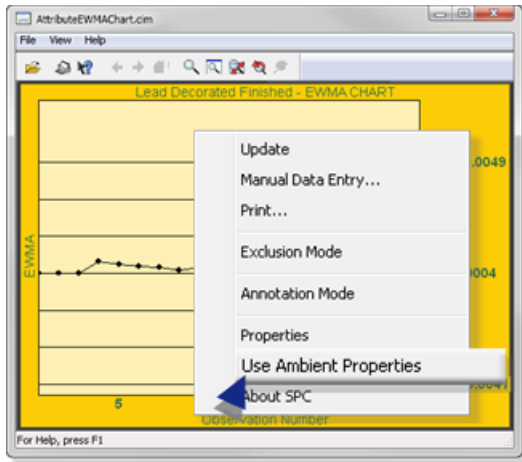 AttributeEWMAChart.cim
File View Help
Lead Decorated Finished - EWMA CHART
Update
.0049
Manual Data Entry...
Print...
EWMA
Exclusion Mode
0004
Annotation Mode
Properties
Use Ambient Properties
About SPC
5
Observation Number
For Help, press F1